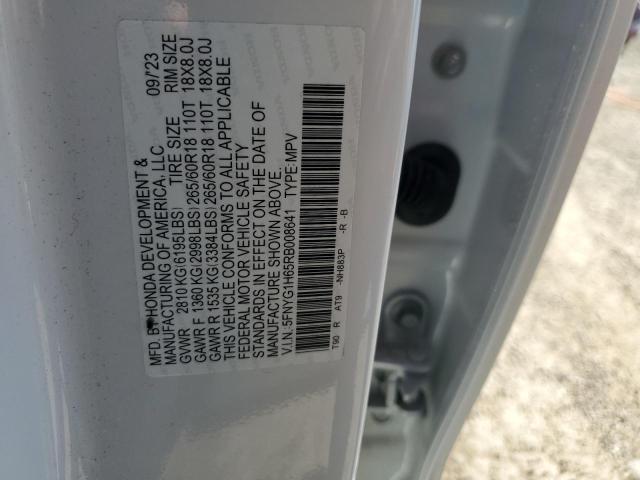 MFD. BY HONDA DEVELOPMENT & 09/'23
MANUFACTURING OF AMERICA, LLC
TIRE SIZE RIM SIZE
GVWR 2810 KG(6195LBS)
GAWR F 1360 KG(2998LBS)265/60R18 110T 18X8.0J
GAWR R 1535 KG(3384LBS)265/60R18 110T 18X8.0J
THIS VEHICLE CONFORMS TO ALL APPLICABLE
FEDERAL MOTOR VEHICLE SAFETY
STANDARDS IN EFFECT ON THE DATE OF
MANUFACTURE SHOWN ABOVE.
V.I.N.:5FNYG1H65RB008641 TYPE:MPV
T90 R AT9 -NH883P -R -B